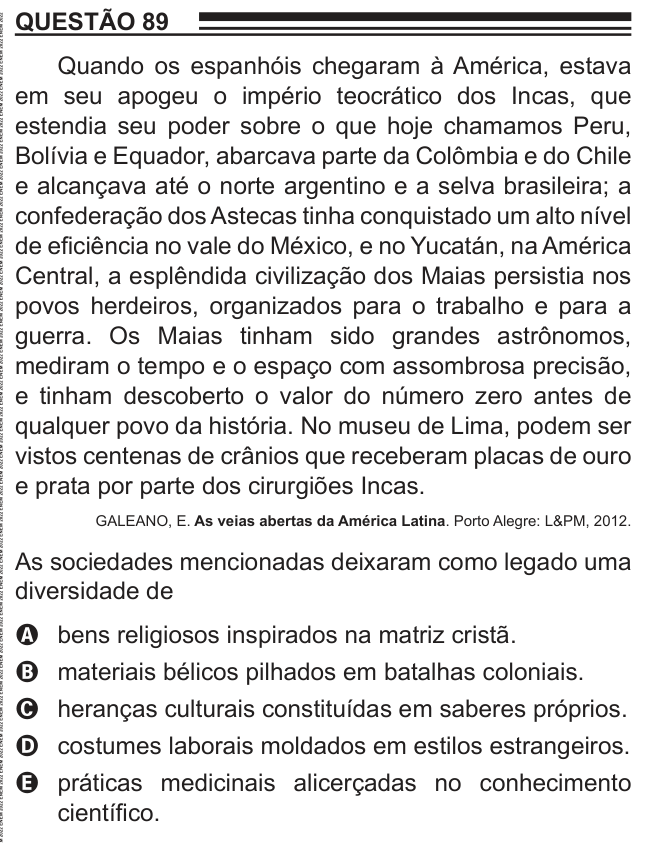 QUESTÃO 89
Quando os espanhóis chegaram à América, estava
em seu apogeu o império teocrático dos Incas, que
estendia seu poder sobre o que hoje chamamos Peru,
Bolívia e Equador, abarcava parte da Colômbia e do Chile
e alcançava até o norte argentino e a selva brasileira; a
confederação dos Astecas tinha conquistado um alto nível
de eficiência no vale do México, e no Yucatán, na América
Central, a esplêndida civilização dos Maias persistia nos
povos herdeiros, organizados para o trabalho e para a
guerra. Os Maias tinham sido grandes astrônomos,
mediram o tempo e o espaço com assombrosa precisão,
e tinham descoberto o valor do número zero antes de
qualquer povo da história. No museu de Lima, podem ser
vistos centenas de crânios que receberam placas de ouro
e prata por parte dos cirurgiões Incas.
GALEANO, E. As veias abertas da América Latina. Porto Alegre: L&PM, 2012.
As sociedades mencionadas deixaram como legado uma
diversidade de
A bens religiosos inspirados na matriz cristã.
B materiais bélicos pilhados em batalhas coloniais.
C heranças culturais constituídas em saberes próprios.
D costumes laborais moldados em estilos estrangeiros.
E práticas medicinais alicerçadas no conhecimento
científico.